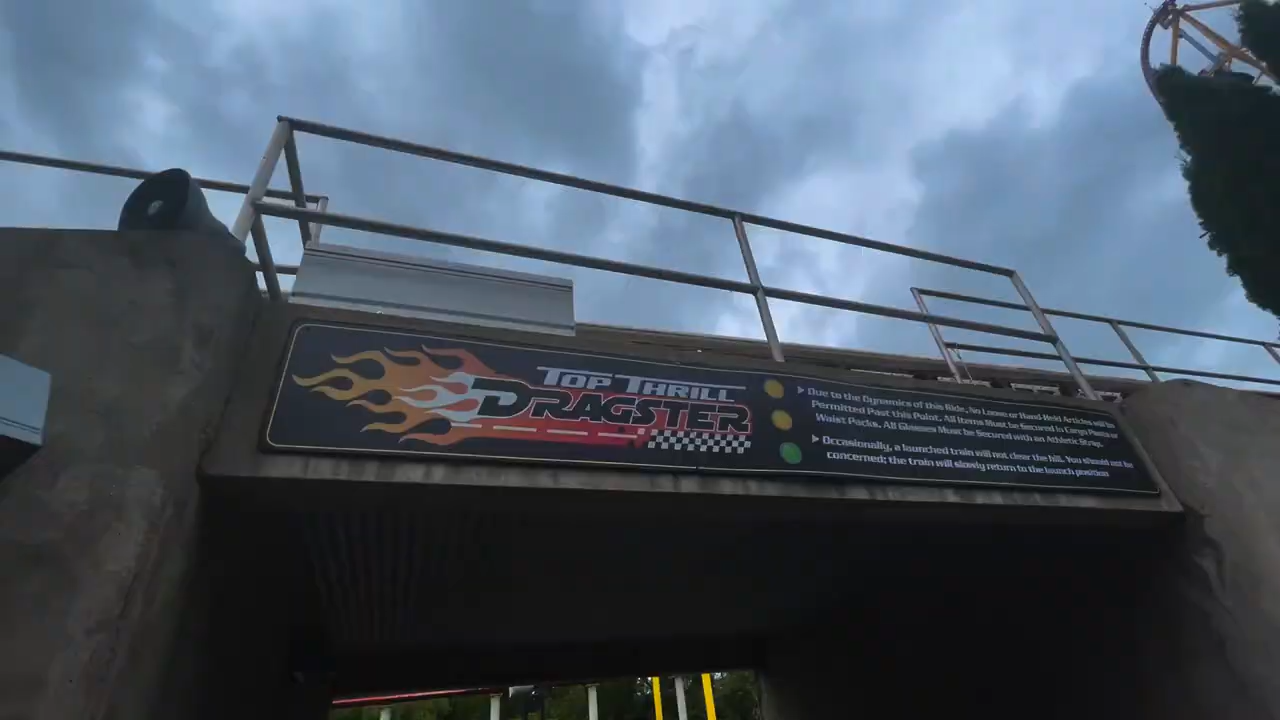 TOP THRILL
DRAGSTER
Due to the Dynamics of this Ride, No Loose or Hand-Held Articles will be
Permitted Past this Point. All Items Must be Secured in Cargo Pants or
Waist Packs. All Glasses Must be Secured with an Athletic Strap.
Occasionally, a launched train will not clear the hill. You should not be
concerned; the train will slowly return to the launch position